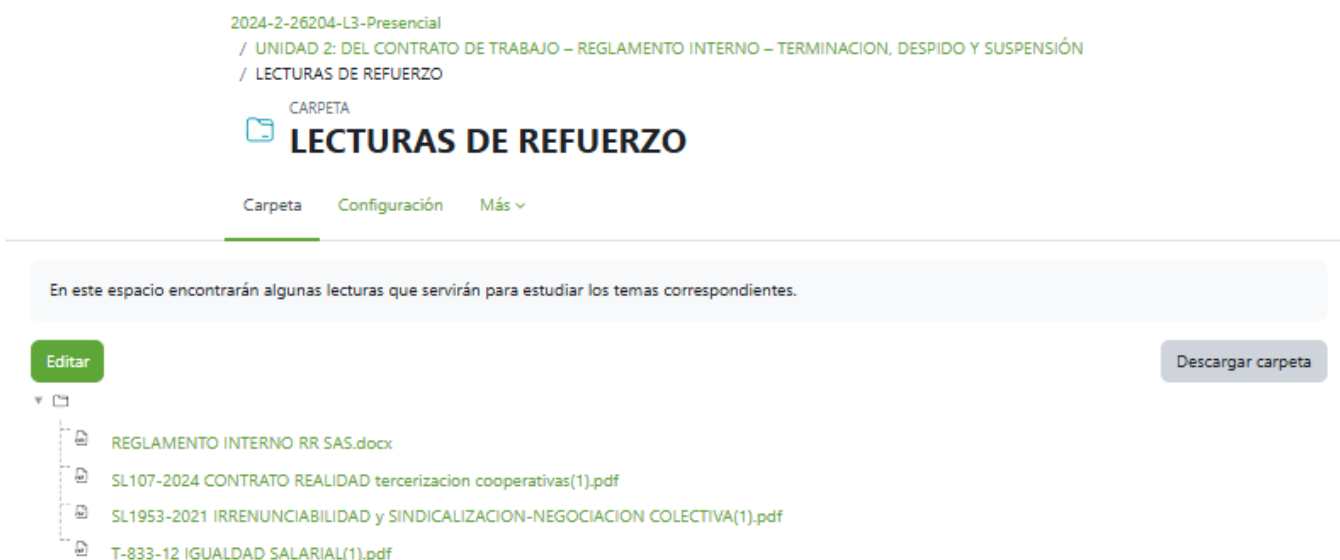 2024-2-26204-L3-Presencial
/ UNIDAD 2: DEL CONTRATO DE TRABAJO – REGLAMENTO INTERNO – TERMINACION, DESPIDO Y SUSPENSIÓN
/ LECTURAS DE REFUERZO
CARPETA
LECTURAS DE REFUERZO
Carpeta Configuración Más
En este espacio encontrarán algunas lecturas que servirán para estudiar los temas correspondientes.
Editar Descargar carpeta
REGLAMENTO INTERNO RR SAS.docx
SL107-2024 CONTRATO REALIDAD tercerizacion cooperativas(1).pdf
SL1953-2021 IRRENUNCIABILIDAD y SINDICALIZACION-NEGOCIACION COLECTIVA(1).pdf
T-833-12 IGUALDAD SALARIAL(1).pdf